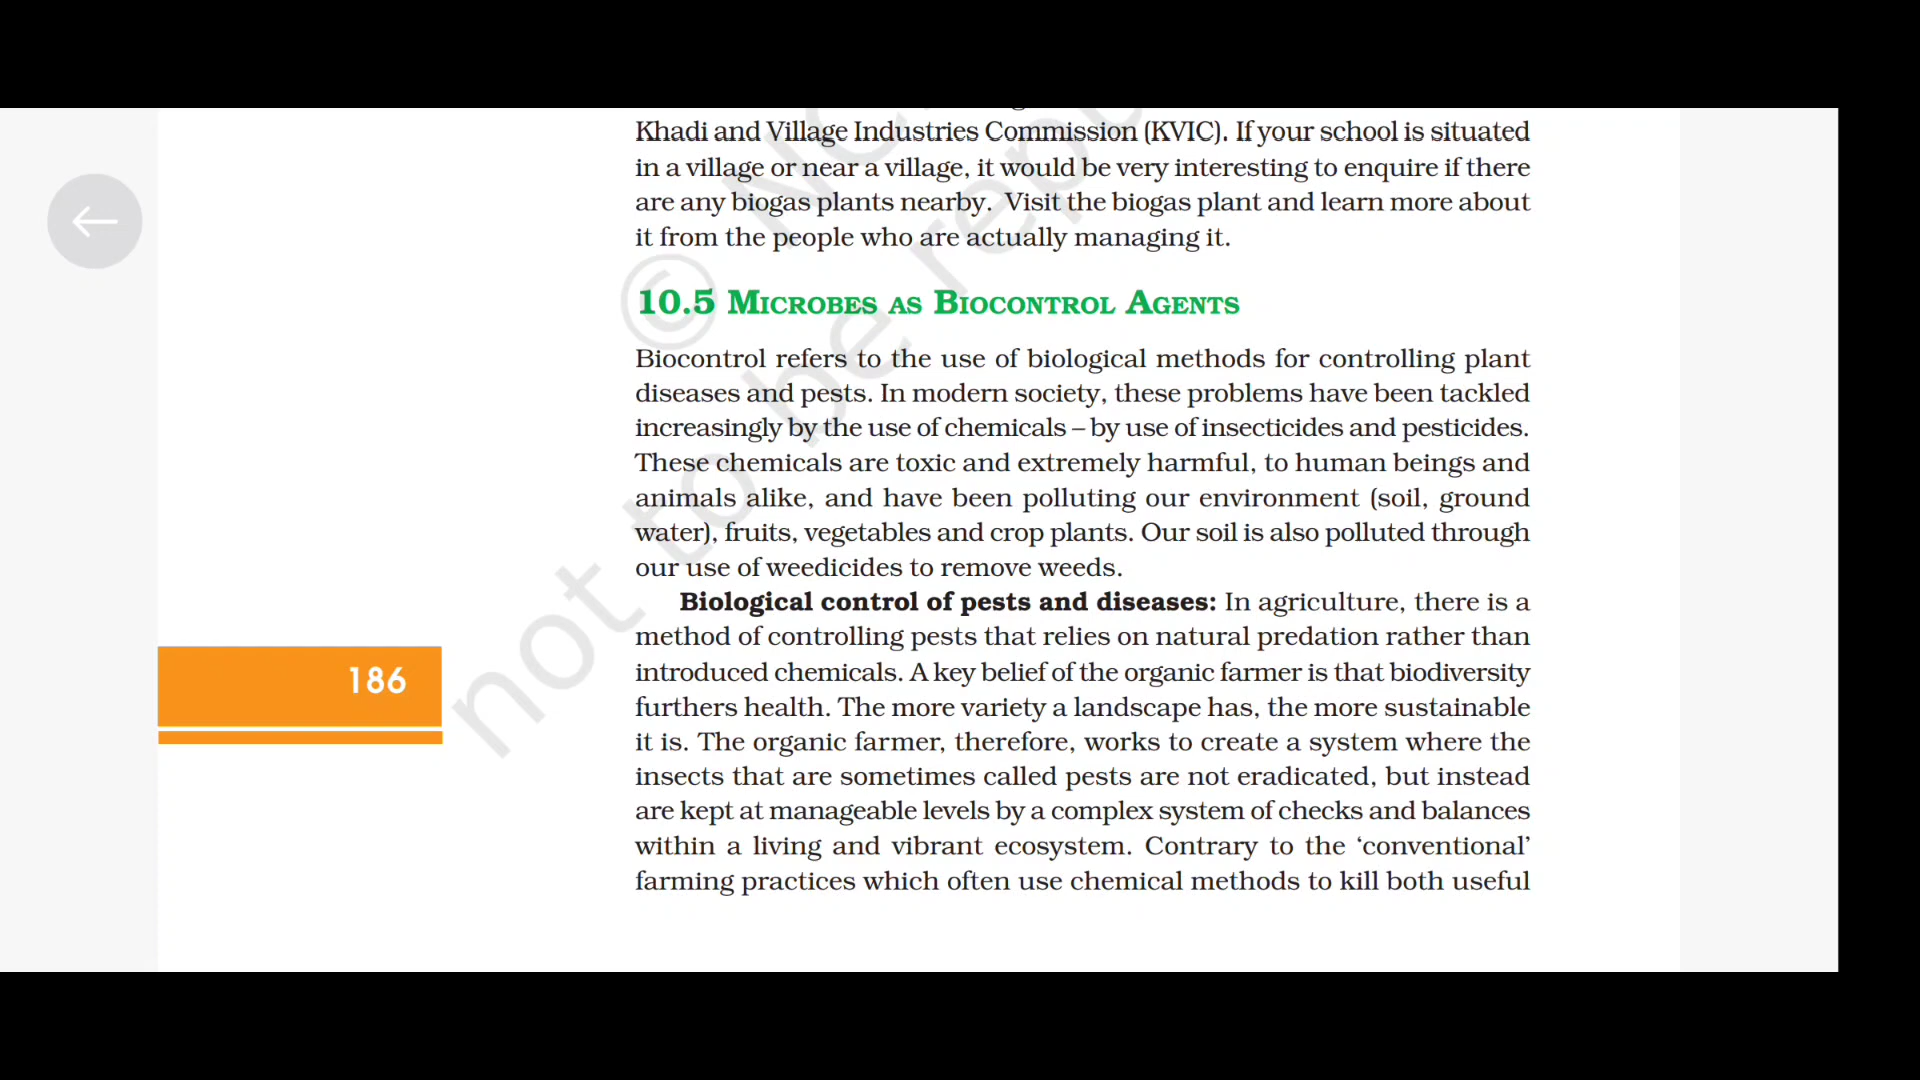 Khadi and Village Industries Commission (KVIC). If your school is situated
in a village or near a village, it would be very interesting to enquire if there
are any biogas plants nearby. Visit the biogas plant and learn more about
it from the people who are actually managing it.
10.5 MICROBES AS BIOCONTROL AGENTS
Biocontrol refers to the use of biological methods for controlling plant
diseases and pests. In modern society, these problems have been tackled
increasingly by the use of chemicals – by use of insecticides and pesticides.
These chemicals are toxic and extremely harmful, to human beings and
animals alike, and have been polluting our environment (soil, ground
water), fruits, vegetables and crop plants. Our soil is also polluted through
our use of weedicides to remove weeds.
Biological control of pests and diseases: In agriculture, there is a
method of controlling pests that relies on natural predation rather than
introduced chemicals. A key belief of the organic farmer is that biodiversity
furthers health. The more variety a landscape has, the more sustainable
it is. The organic farmer, therefore, works to create a system where the
insects that are sometimes called pests are not eradicated, but instead
are kept at manageable levels by a complex system of checks and balances
within a living and vibrant ecosystem. Contrary to the ‘conventional’
farming practices which often use chemical methods to kill both useful
186
© NC
not to be rep